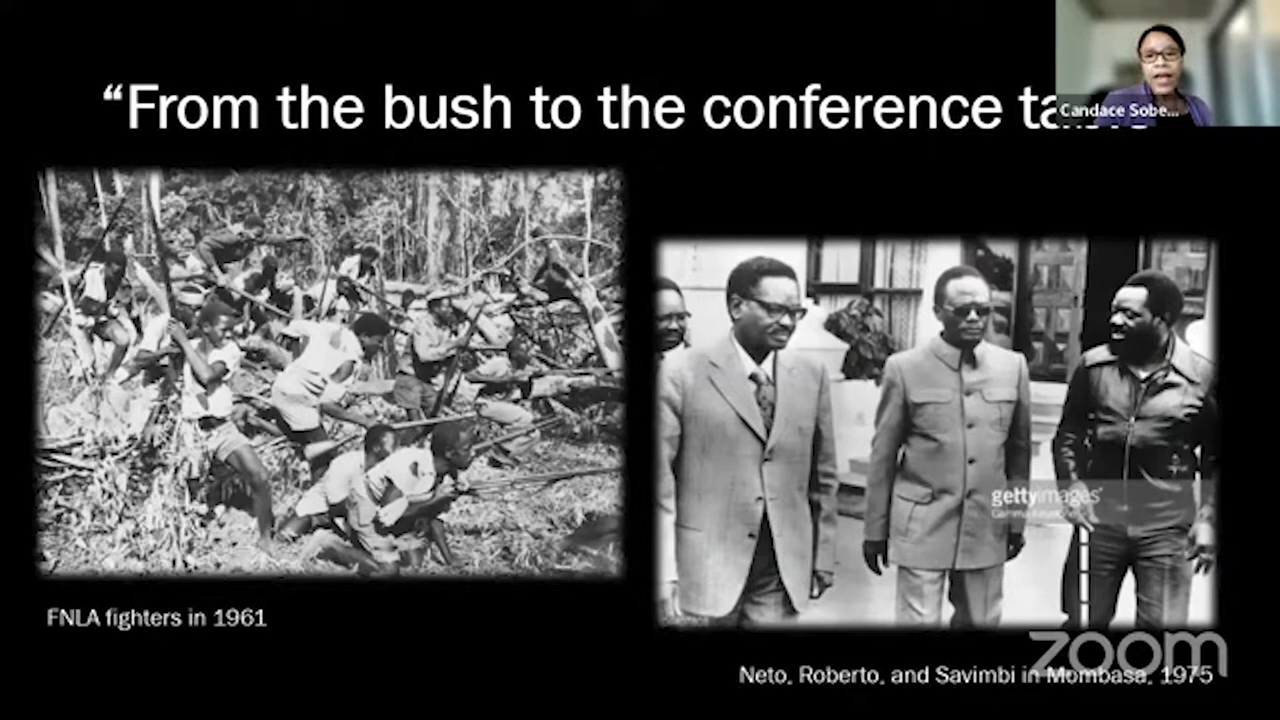 “From the bush to the conference
Candace Sobe...
gettyimages
FNLA fighters in 1961
zoom
Neto, Roberto, and Savimbi in Mombasa, 1975